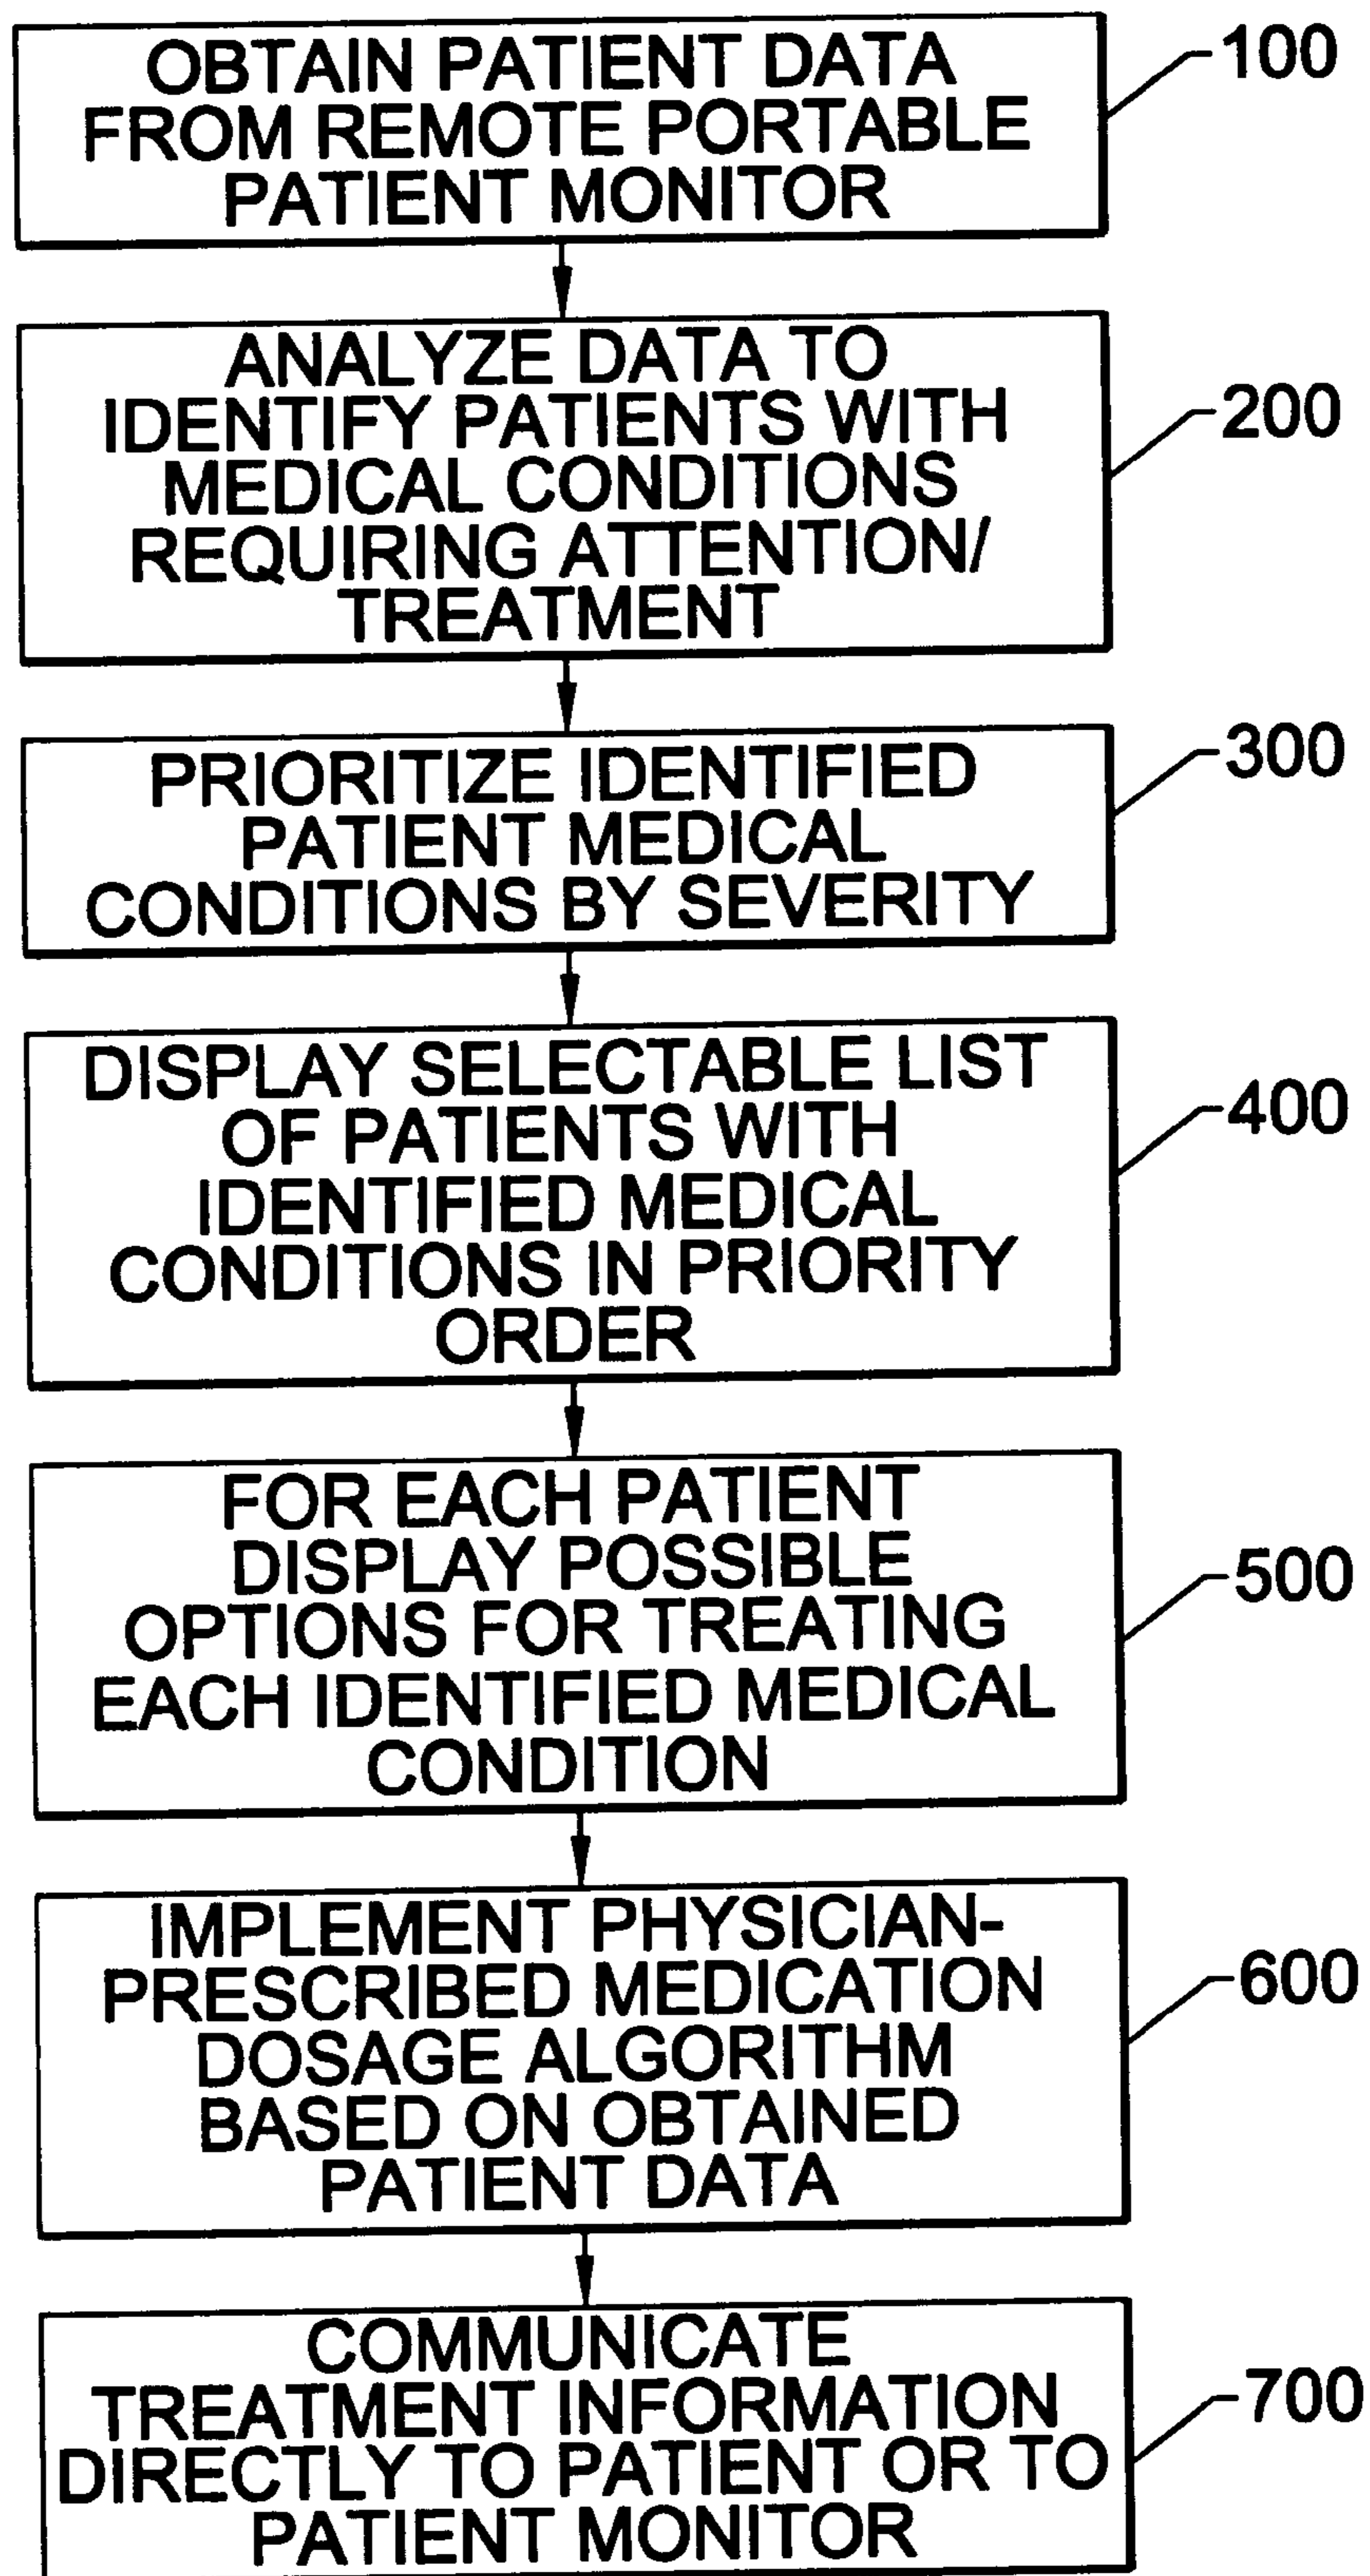 OBTAIN PATIENT DATA
FROM REMOTE PORTABLE
PATIENT MONITOR
100
ANALYZE DATA TO
IDENTIFY PATIENTS WITH
MEDICAL CONDITIONS
REQUIRING ATTENTION/
TREATMENT
200
PRIORITIZE IDENTIFIED
PATIENT MEDICAL
CONDITIONS BY SEVERITY
300
DISPLAY SELECTABLE LIST
OF PATIENTS WITH
IDENTIFIED MEDICAL
CONDITIONS IN PRIORITY
ORDER
400
FOR EACH PATIENT
DISPLAY POSSIBLE
OPTIONS FOR TREATING
EACH IDENTIFIED MEDICAL
CONDITION
500
IMPLEMENT PHYSICIAN-
PRESCRIBED MEDICATION
DOSAGE ALGORITHM
BASED ON OBTAINED
PATIENT DATA
600
COMMUNICATE
TREATMENT INFORMATION
DIRECTLY TO PATIENT OR TO
PATIENT MONITOR
700